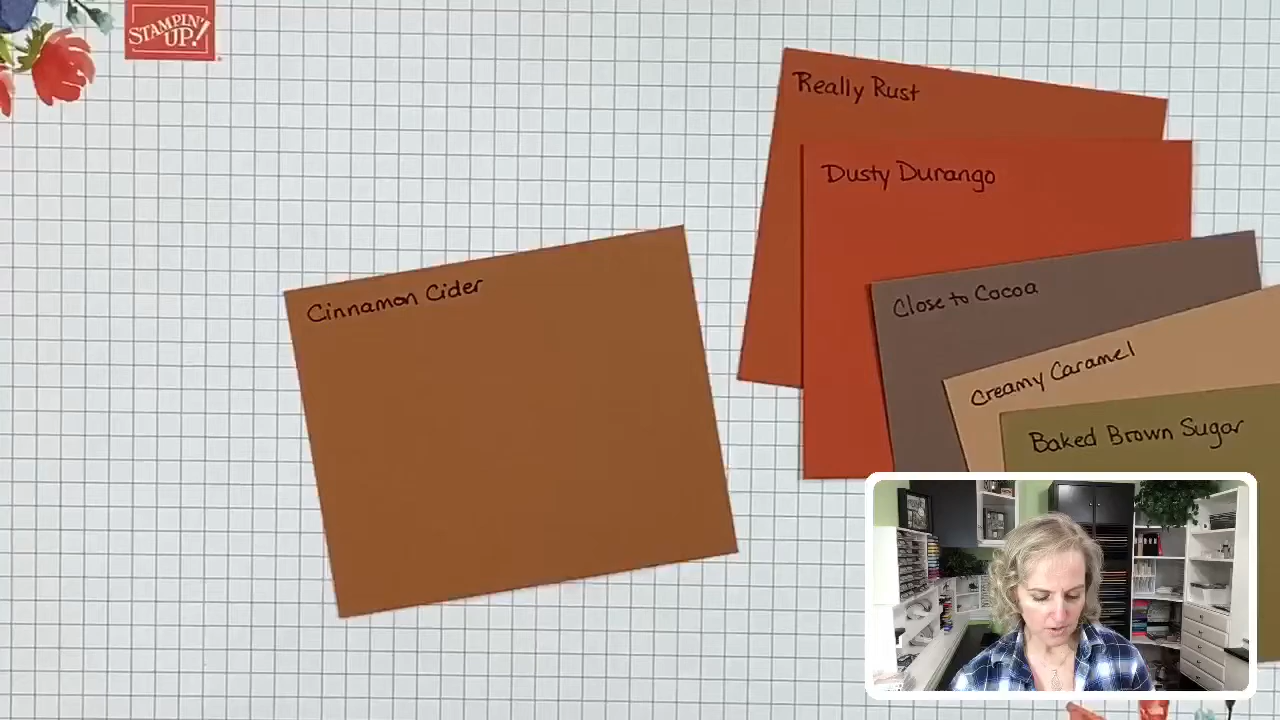 STAMPIN'
UP!
Really Rust
Dusty Durango
Cinnamon Cider
Close to Cocoa
Creamy Caramel
Baked Brown Sugar